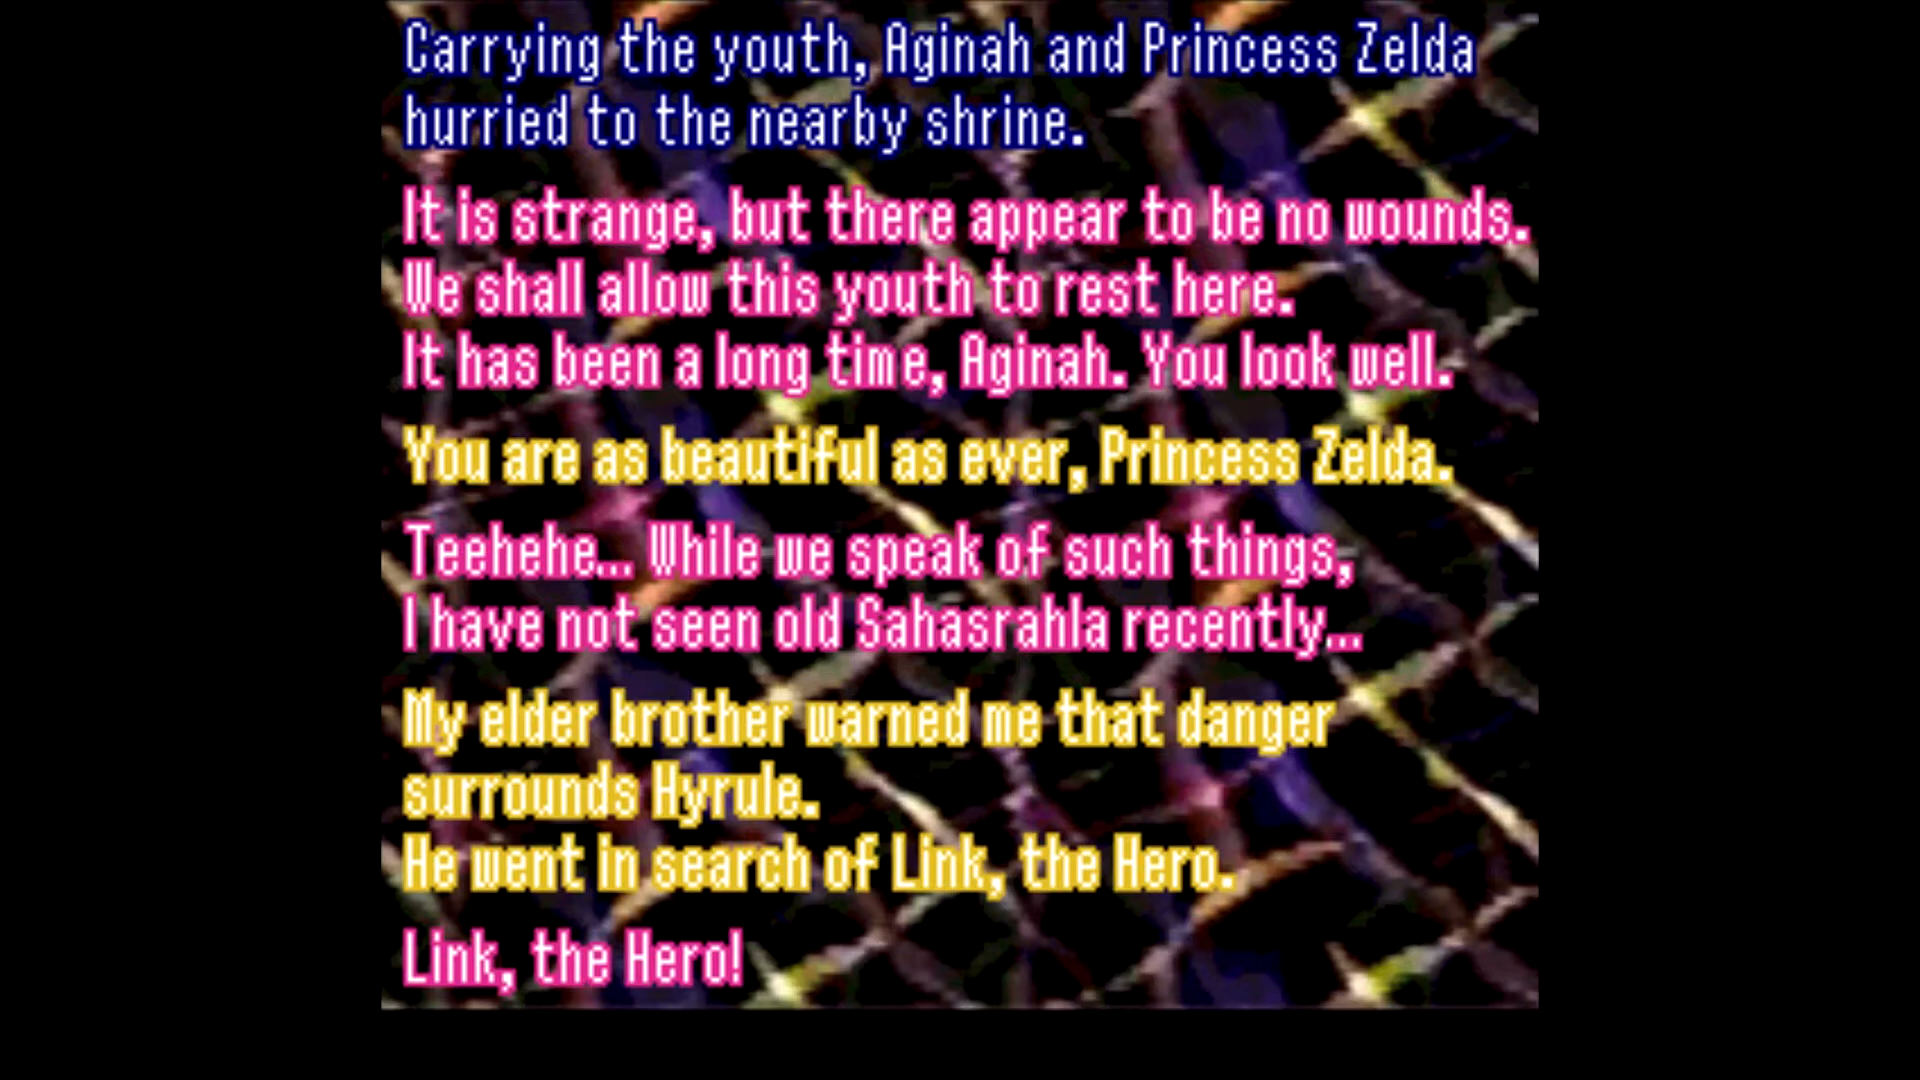 Carrying the youth, Aginah and Princess Zelda
hurried to the nearby shrine.
It is strange, but there appear to be no wounds.
We shall allow this youth to rest here.
It has been a long time, Aginah. You look well.
You are as beautiful as ever, Princess Zelda.
Teehehe... While we speak of such things,
I have not seen old Sahasrahla recently...
My elder brother warned me that danger
surrounds Hyrule.
He went in search of Link, the Hero.
Link, the Hero!